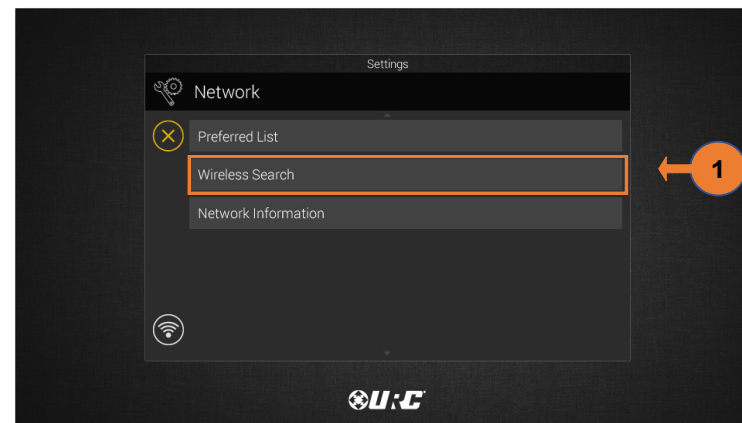 Settings
Network
Preferred List
Wireless Search
1
Network Information
URC